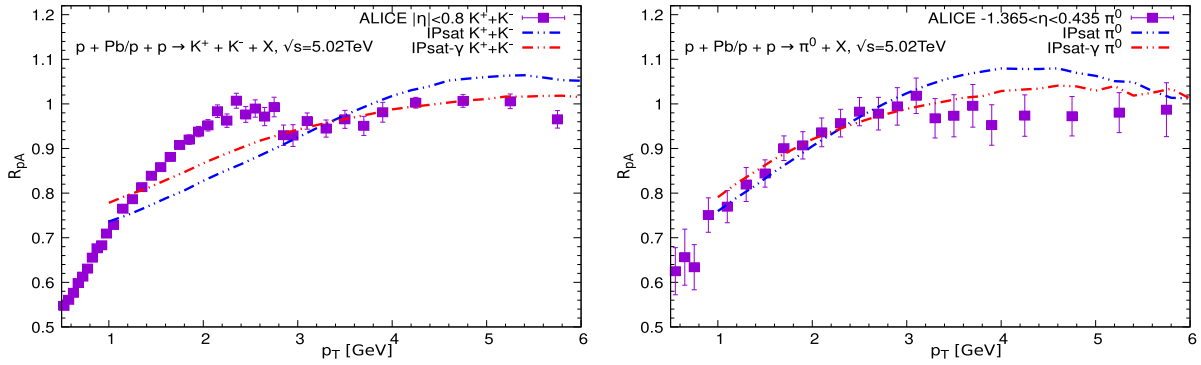 ALICE |η|<0.8 K⁺+K⁻
IPsat K⁺+K⁻
IPsat-γ K⁺+K⁻
p + Pb/p + p → K⁺ + K⁻ + X, √s=5.02TeV
1.2
1.1
1
0.9
0.8
0.7
0.6
0.5
R_pA
1 2 3 4 5 6
p_T [GeV]
ALICE -1.365<η<0.435 π⁰
IPsat π⁰
IPsat-γ π⁰
p + Pb/p + p → π⁰ + X, √s=5.02TeV
1.2
1.1
1
0.9
0.8
0.7
0.6
0.5
R_pA
1 2 3 4 5 6
p_T [GeV]